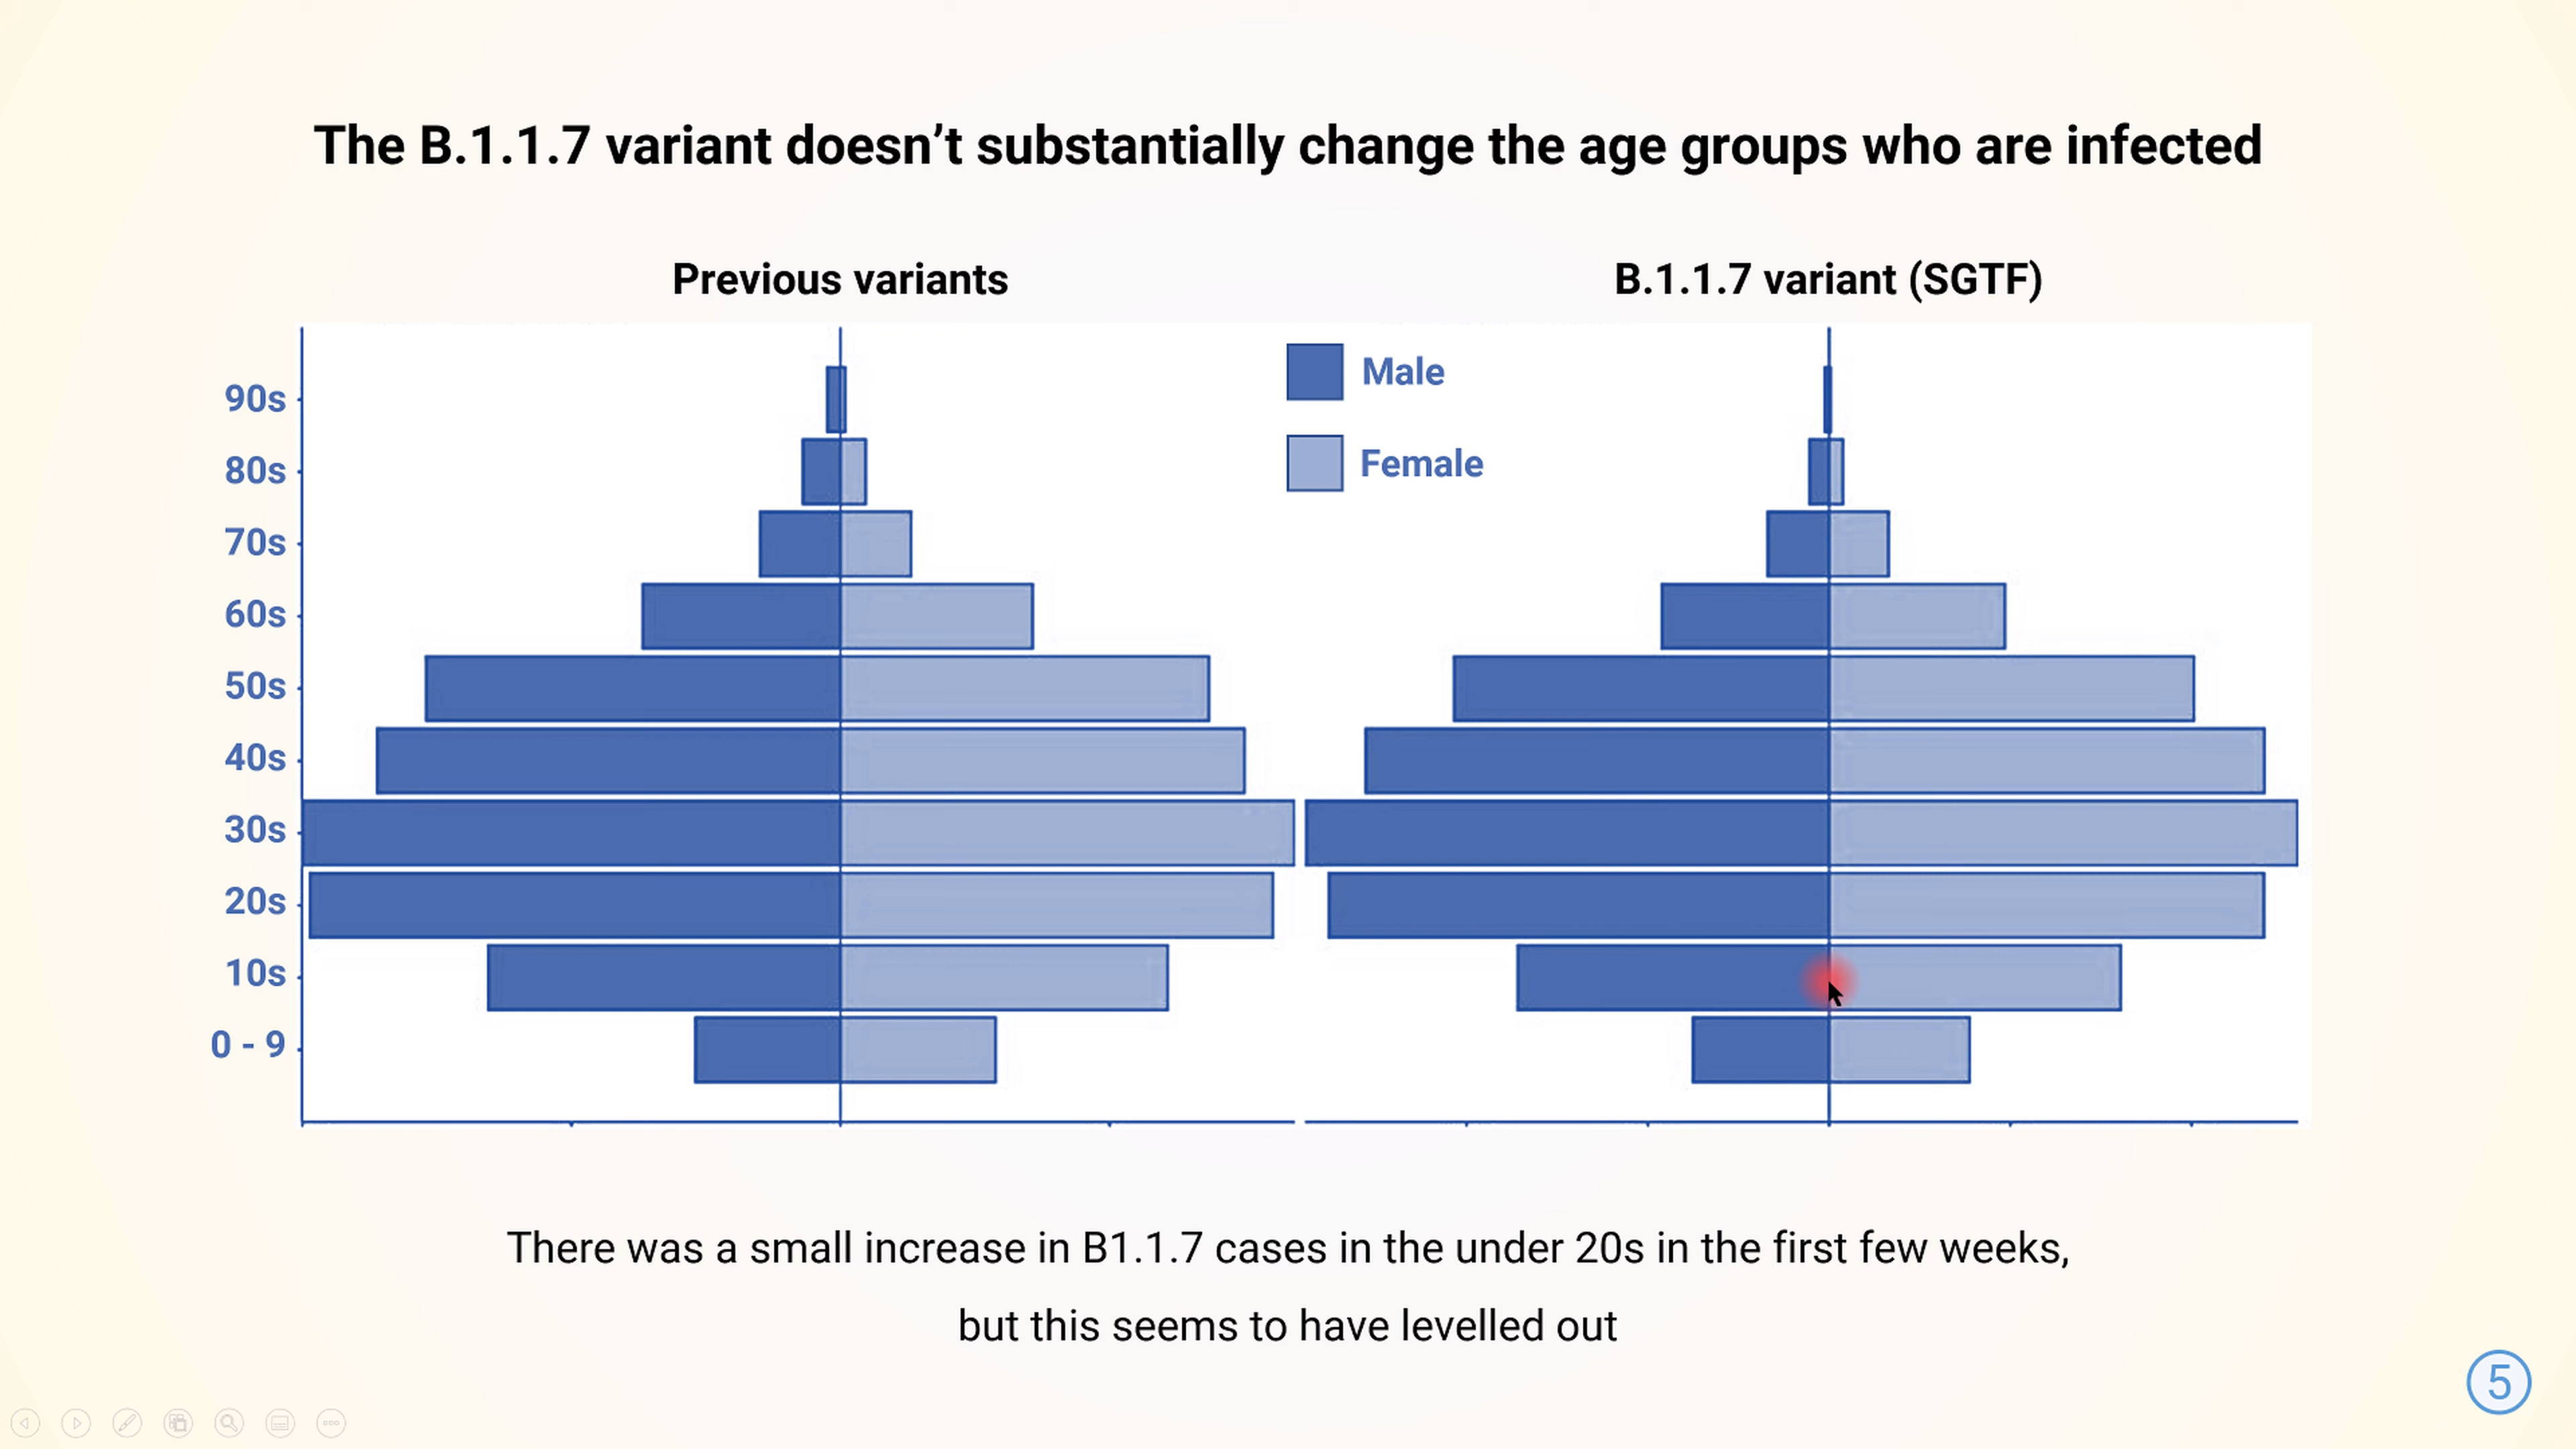 The B.1.1.7 variant doesn’t substantially change the age groups who are infected
Previous variants
B.1.1.7 variant (SGTF)
Male
Female
90s
80s
70s
60s
50s
40s
30s
20s
10s
0 - 9
There was a small increase in B1.1.7 cases in the under 20s in the first few weeks,
but this seems to have levelled out
5